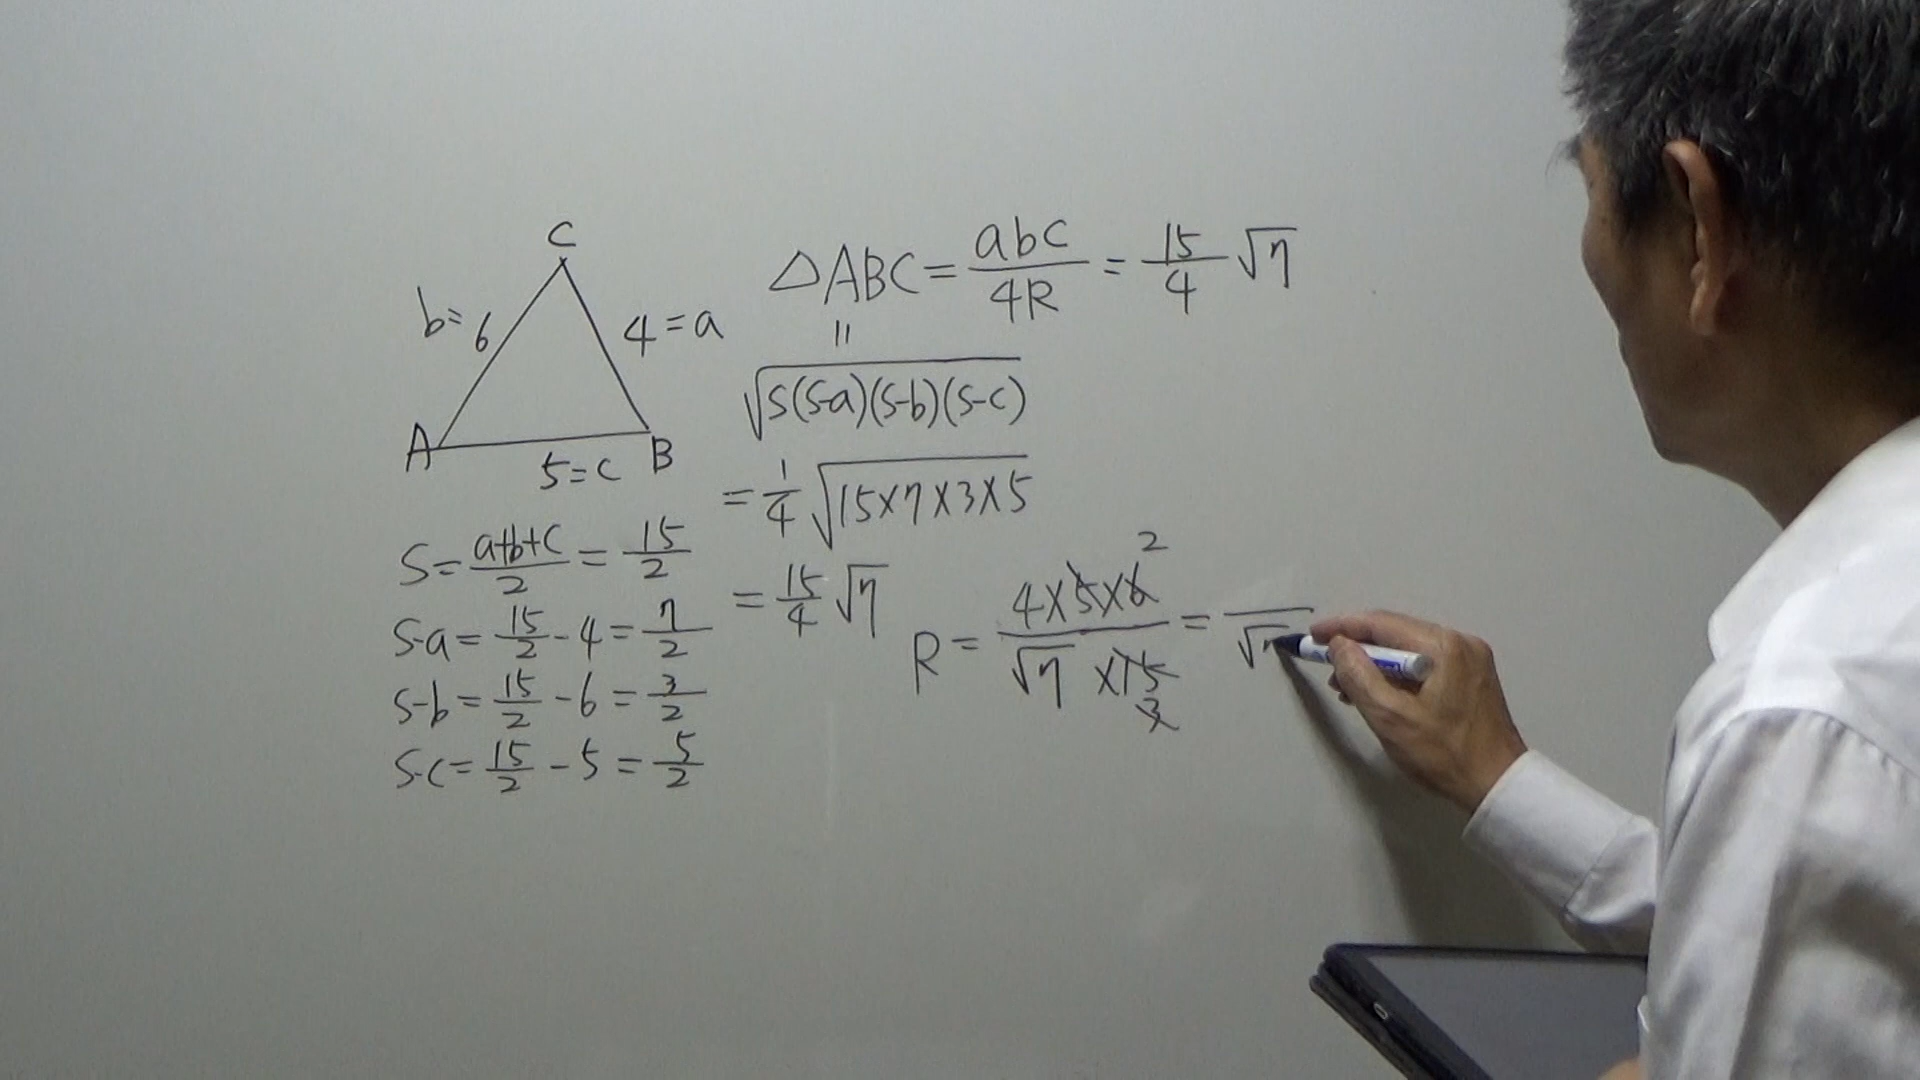 C
b=6
4=a
A
5=c
B
△ABC = abc/4R = 15/4 √7
||
√S(S-a)(S-b)(S-c)
= 1/4 √15×7×3×5
= 15/4 √7
S = a+b+c/2 = 15/2
S-a = 15/2 - 4 = 7/2
S-b = 15/2 - 6 = 3/2
S-c = 15/2 - 5 = 5/2
2
R = 4×5×6/√7 ×15 = /√
3